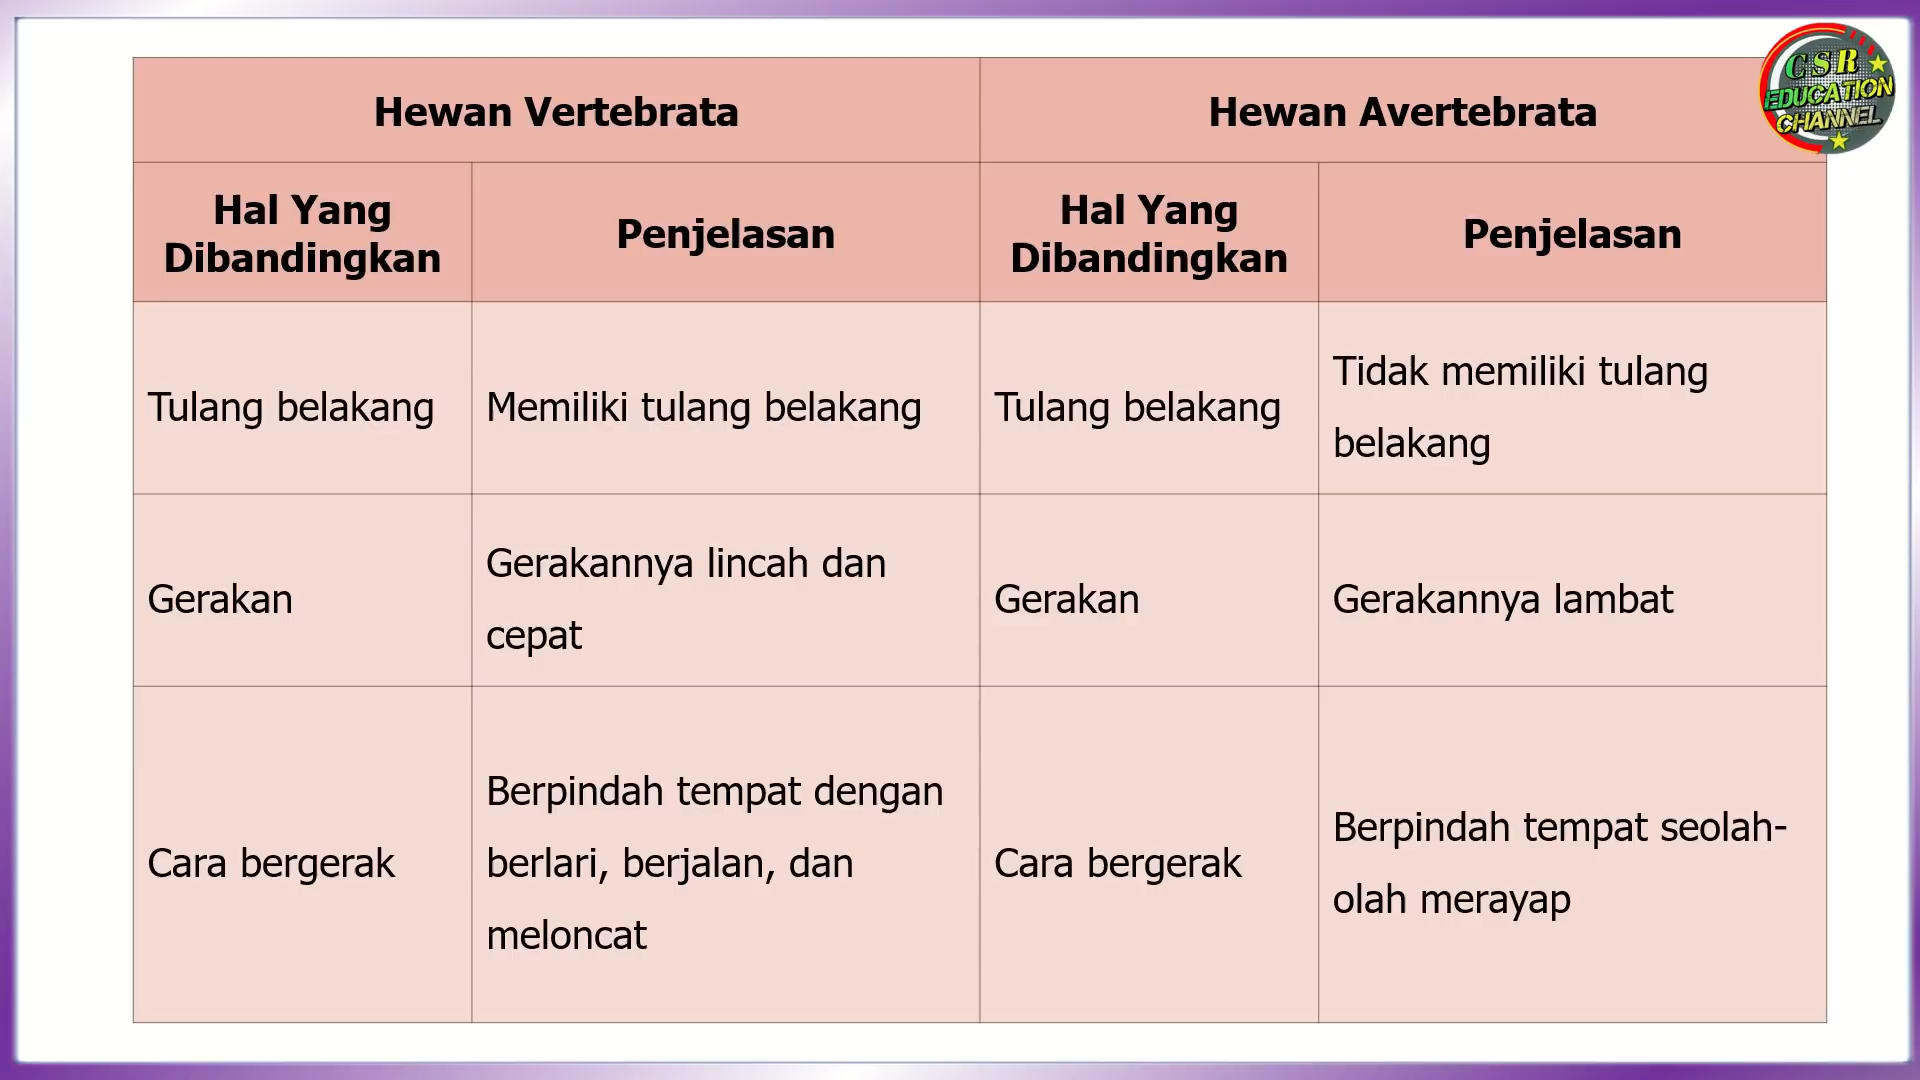 Hewan Vertebrata
Hewan Avertebrata
Hal Yang
Dibandingkan
Penjelasan
Hal Yang
Dibandingkan
Penjelasan
Tulang belakang
Memiliki tulang belakang
Tulang belakang
Tidak memiliki tulang
belakang
Gerakan
Gerakannya lincah dan
cepat
Gerakan
Gerakannya lambat
Cara bergerak
Berpindah tempat dengan
berlari, berjalan, dan
meloncat
Cara bergerak
Berpindah tempat seolah-
olah merayap
CSR
EDUCATION
CHANNEL